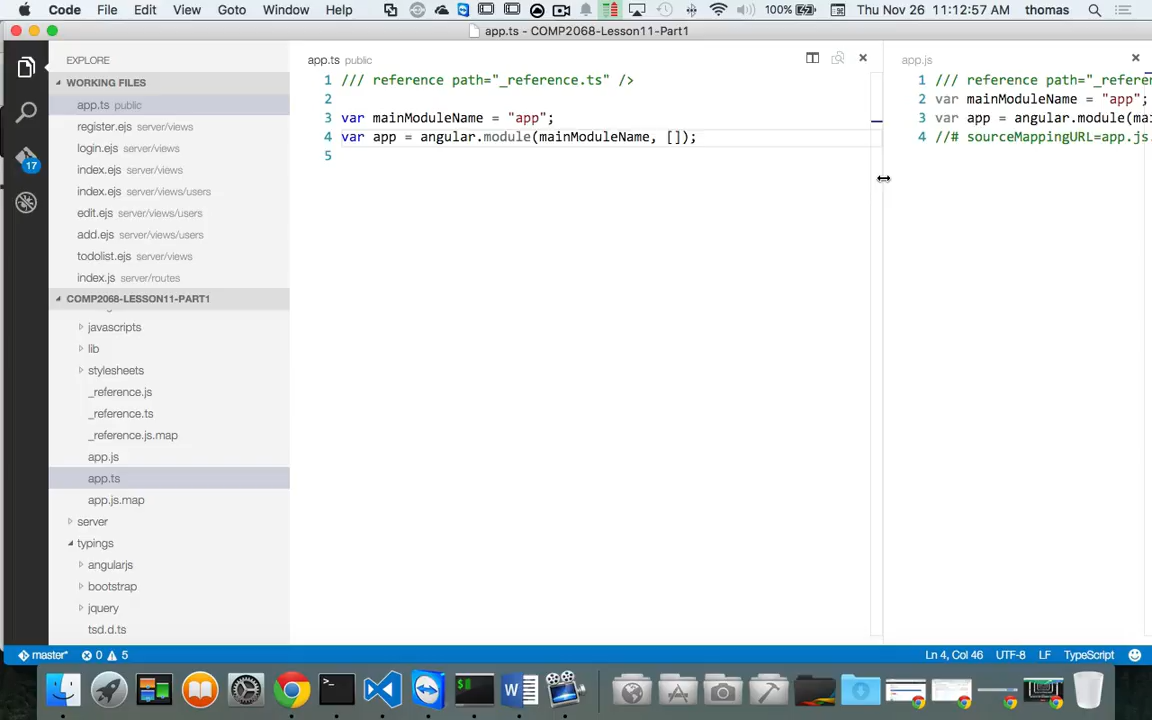 Code File Edit View Goto Window Help 100% Thu Nov 26 11:12:57 AM thomas
app.ts - COMP2068-Lesson11-Part1
EXPLORE
WORKING FILES
app.ts public
register.ejs server/views
login.ejs server/views
index.ejs server/views
index.ejs server/views/users
edit.ejs server/views/users
add.ejs server/views/users
todolist.ejs server/views
index.js server/routes
COMP2068-LESSON11-PART1
javascripts
lib
stylesheets
_reference.js
_reference.ts
_reference.js.map
app.js
app.ts
app.js.map
server
typings
angularjs
bootstrap
jquery
tsd.d.ts
17
app.ts public
1 /// reference path="_reference.ts" />
2
3 var mainModuleName = "app";
4 var app = angular.module(mainModuleName, []);
5
app.js
1 /// reference path="_refere
2 var mainModuleName = "app";
3 var app = angular.module(ma
4 //# sourceMappingURL=app.js.
master* 0 5 Ln 4, Col 46 UTF-8 LF TypeScript